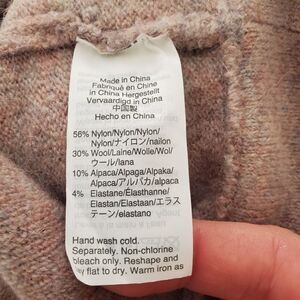 Made in China
Fabriqué en Chine
in China Hergestellt
Vervaardigd in China
中国製
Hecho en China
56% Nylon/Nylon/Nylon/
Nylon/ナイロン/nailon
30% Wool/Laine/Wolle/Wol/
ウール/lana
10% Alpaca/Alpaga/Alpaka/
Alpaca/アルパカ/alpaca
4% Elastane/Élasthanne/
Elastan/Elastaan/エラス
テーン/elastano
Hand wash cold.
Separately. Non-chlorine
bleach only. Reshape and
lay flat to dry. Warm iron as